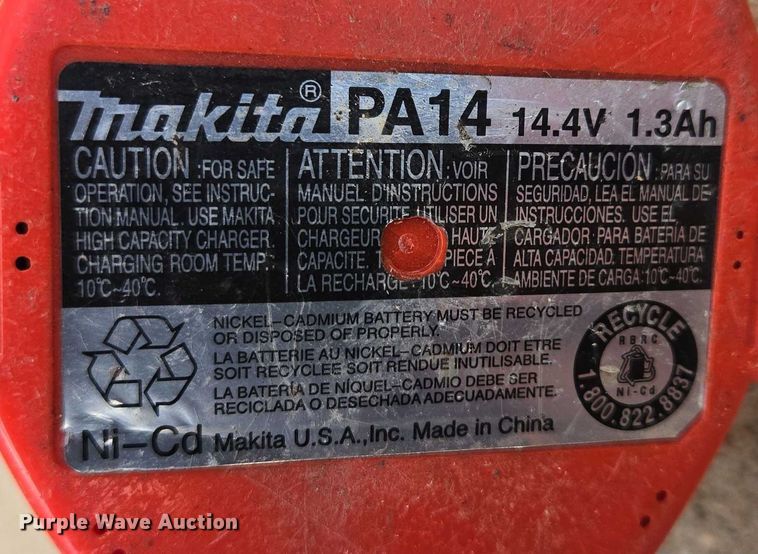 Makita® PA14 14.4V 1.3Ah
CAUTION :FOR SAFE
OPERATION, SEE INSTRUC-
TION MANUAL. USE MAKITA
HIGH CAPACITY CHARGER.
CHARGING ROOM TEMP.
10°C~40°C.
ATTENTION :VOIR
MANUEL D'INSTRUCTIONS
POUR SECURITE. UTILISER UN
CHARGEUR HAUTE
CAPACITE. PIECE A
LA RECHARGE :10°C~40°C.
PRECAUCIÓN :PARA SU
SEGURIDAD, LEA EL MANUAL DE
INSTRUCCIONES. USE EL
CARGADOR PARA BATERIA DE
ALTA CAPACIDAD. TEMPERATURA
AMBIENTE DE CARGA :10°C~40°C.
NICKEL-CADMIUM BATTERY MUST BE RECYCLED
OR DISPOSED OF PROPERLY.
LA BATTERIE AU NICKEL-CADMIUM DOIT ETRE
SOIT RECYCLEE SOIT RENDUE INUTILISABLE.
LA BATERÍA DE NÍQUEL-CADMIO DEBE SER
RECICLADA O DESECHADA ADECUADAMENTE.
RECYCLE
RBRC
Ni-Cd
1.800.822.8837
Ni-Cd Makita U.S.A.,Inc. Made in China
Purple Wave Auction